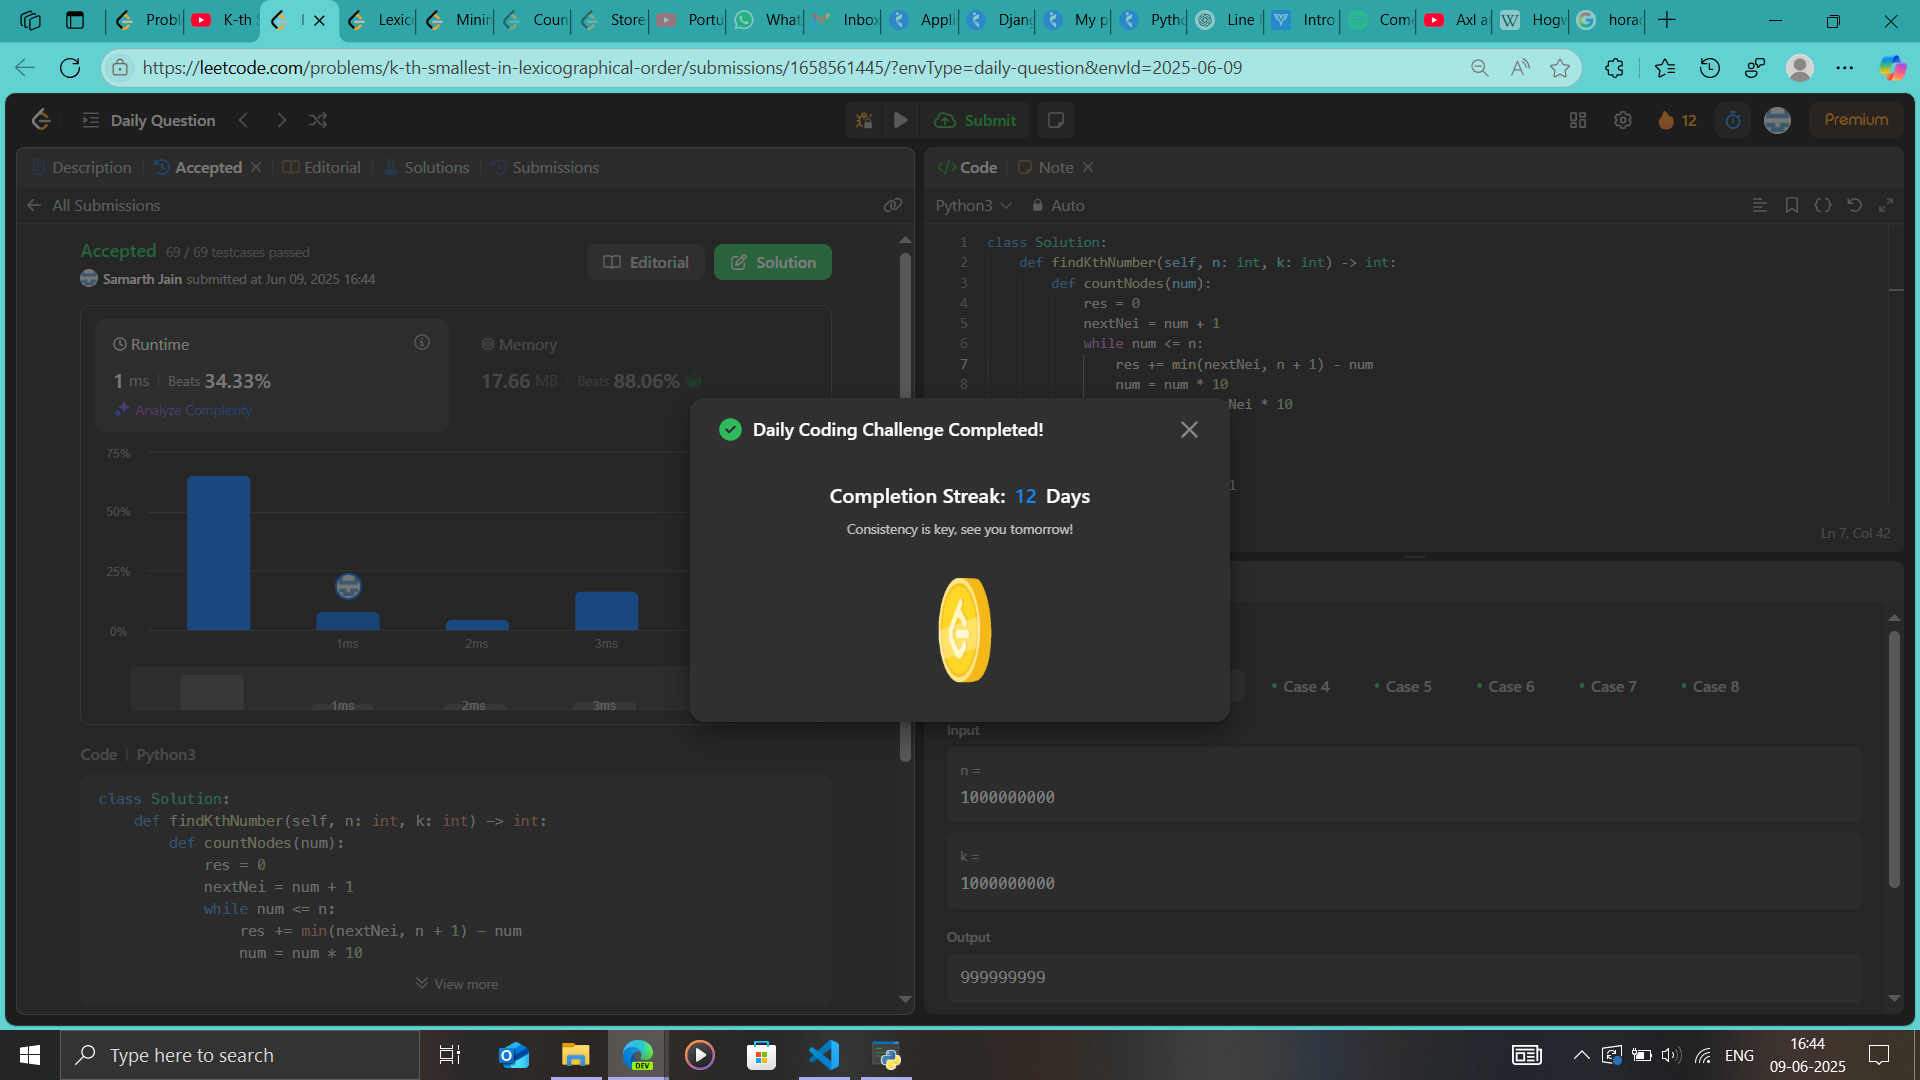 Probl
K-th S
Lexico
Minin
Coun
Store
Portu
What
Inbox
Appli
Djang
My p
Pytho
Line
Intro
Come
Axl a
Hogw
horac
https://leetcode.com/problems/k-th-smallest-in-lexicographical-order/submissions/1658561445/?envType=daily-question&envId=2025-06-09
Daily Question
Submit
12
Premium
Description
Accepted
Editorial
Solutions
Submissions
All Submissions
Accepted 69 / 69 testcases passed
Samarth Jain submitted at Jun 09, 2025 16:44
Editorial
Solution
Runtime
1 ms | Beats 34.33%
Analyze Complexity
Memory
17.66 MB | Beats 88.06%
75%
50%
25%
0%
1ms
2ms
3ms
1ms
2ms
3ms
Code | Python3
class Solution:
def findKthNumber(self, n: int, k: int) -> int:
def countNodes(num):
res = 0
nextNei = num + 1
while num <= n:
res += min(nextNei, n + 1) - num
num = num * 10
View more
</> Code
Note
Python3
Auto
1 class Solution:
2 def findKthNumber(self, n: int, k: int) -> int:
3 def countNodes(num):
4 res = 0
5 nextNei = num + 1
6 while num <= n:
7 res += min(nextNei, n + 1) - num
8 num = num * 10
Nei * 10
1
Ln 7, Col 42
Daily Coding Challenge Completed!
Completion Streak: 12 Days
Consistency is key, see you tomorrow!
Case 4
Case 5
Case 6
Case 7
Case 8
Input
n =
1000000000
k =
1000000000
Output
999999999
Type here to search
DEV
ENG
16:44
09-06-2025